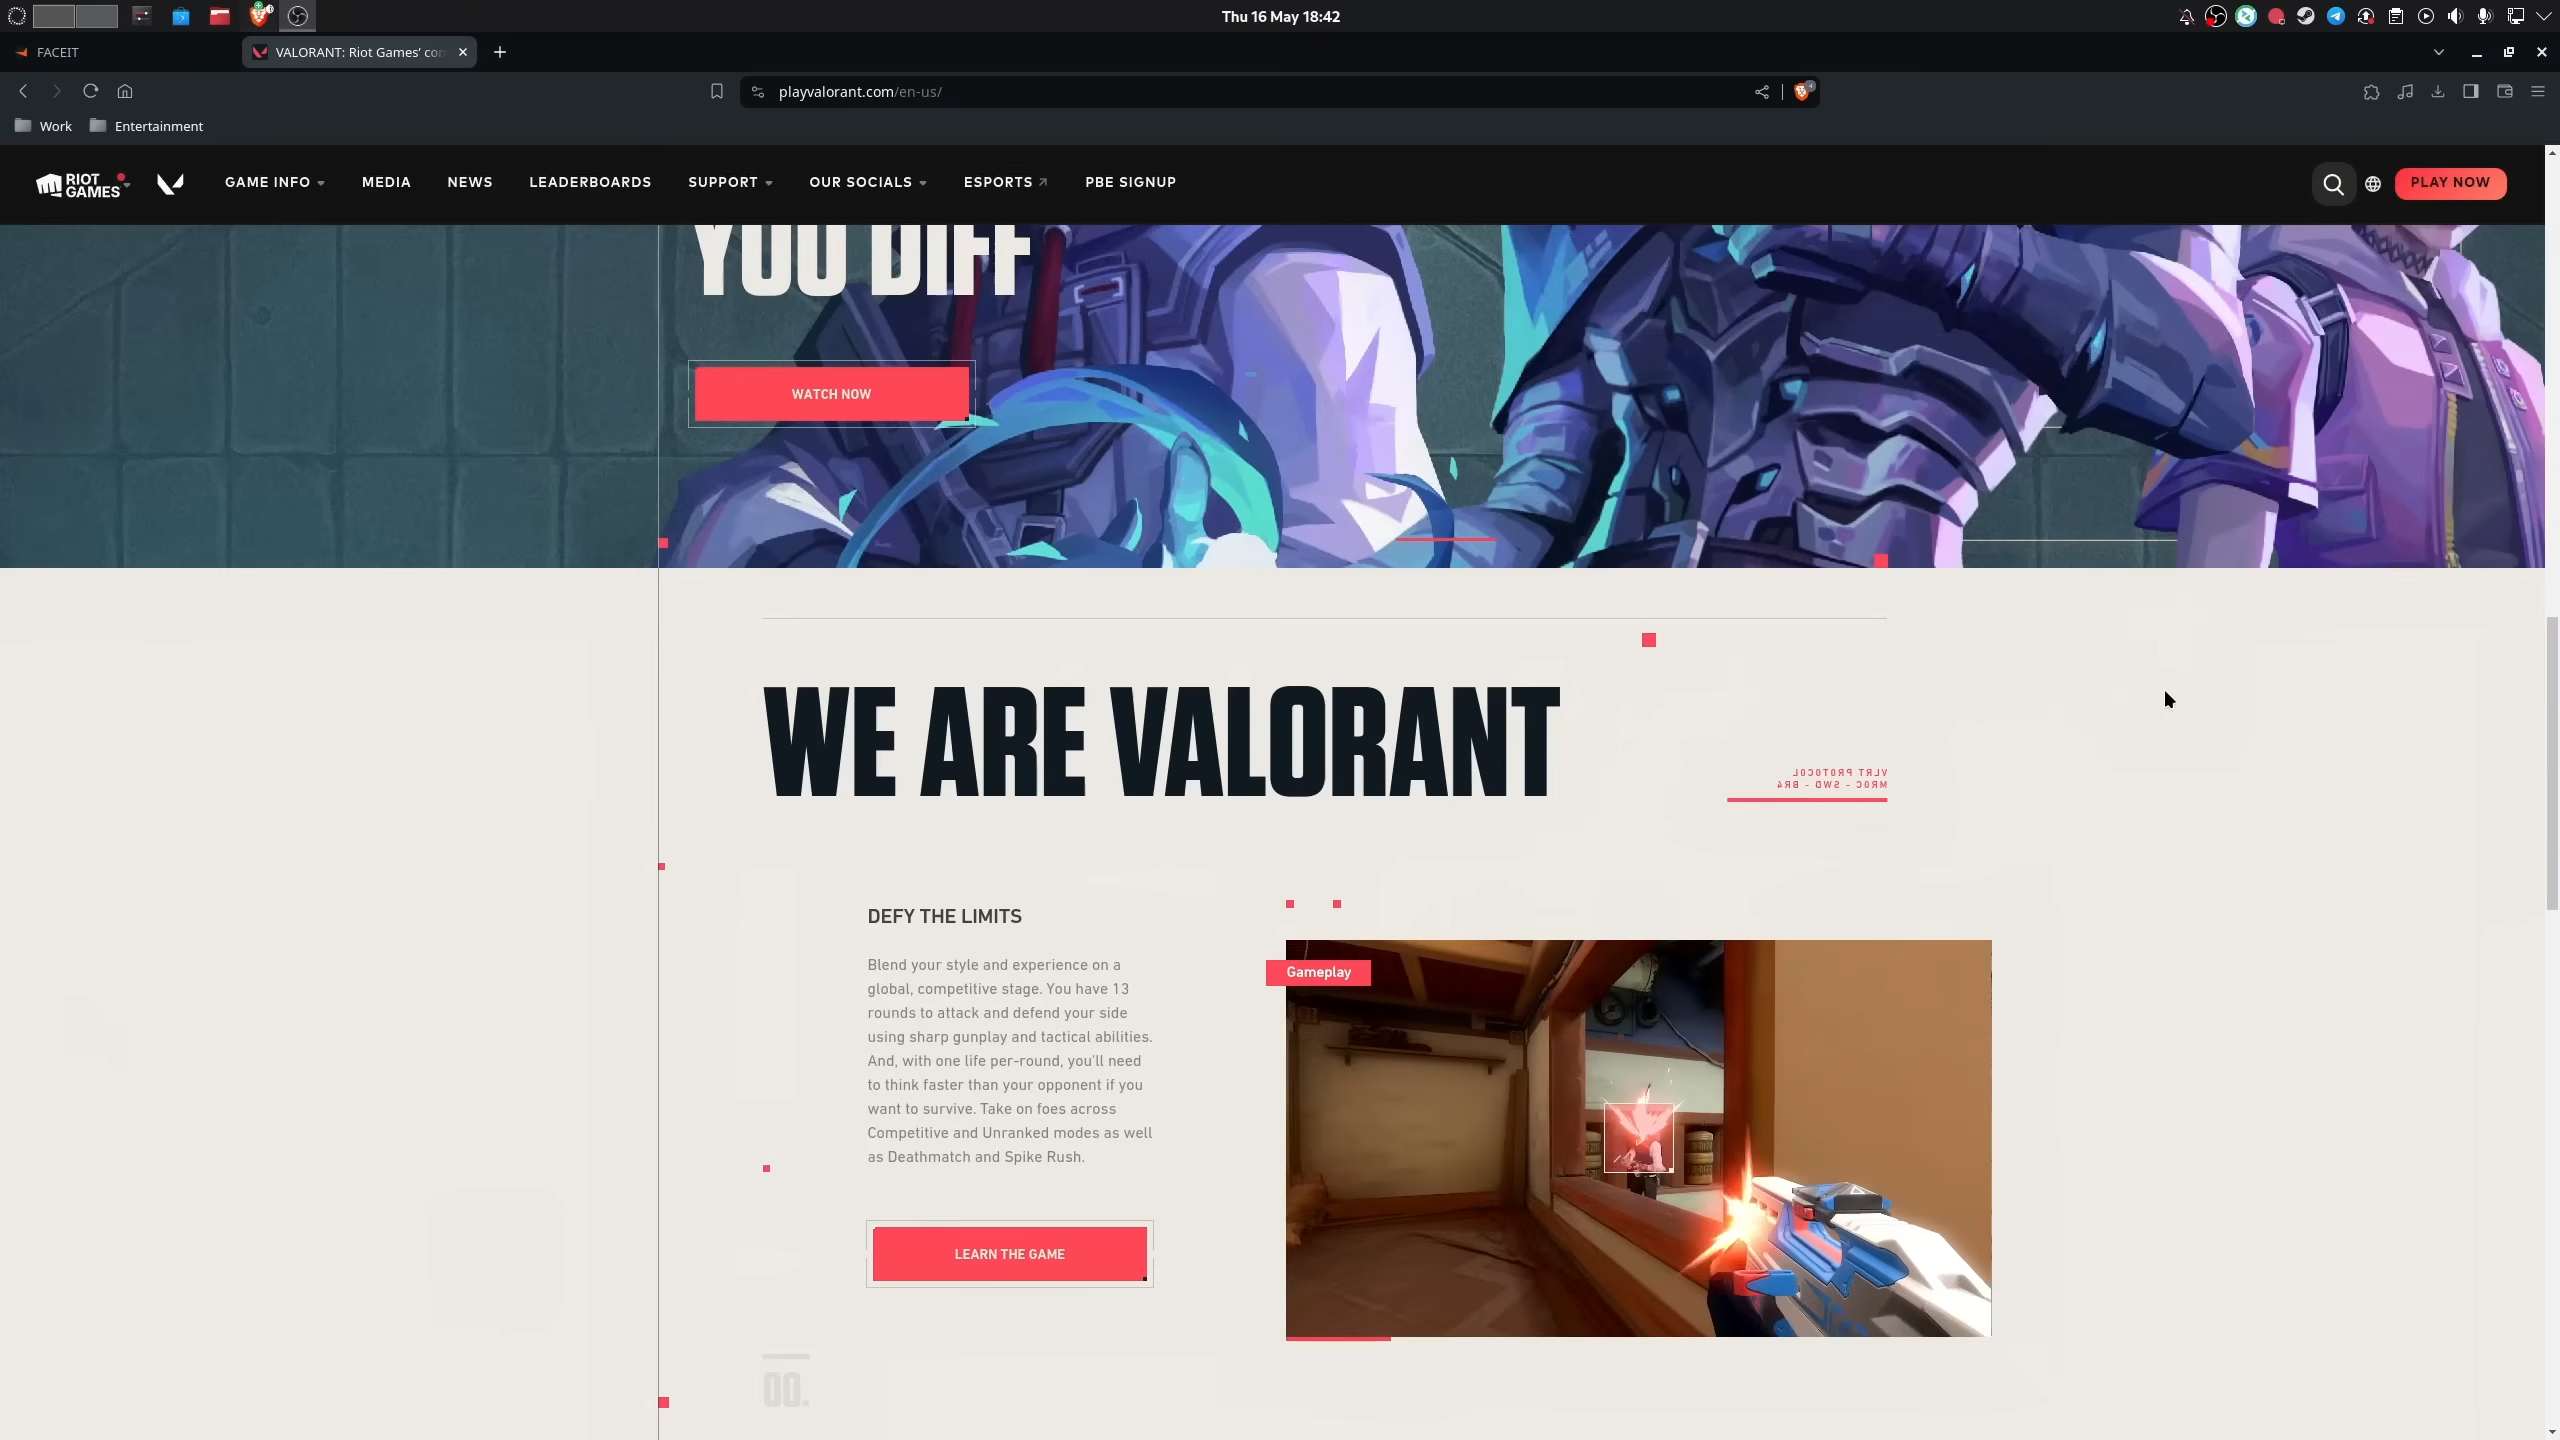 Thu 16 May 18:42
FACEIT
VALORANT: Riot Games' con
playvalorant.com/en-us/
Work
Entertainment
RIOT GAMES
GAME INFO
MEDIA
NEWS
LEADERBOARDS
SUPPORT
OUR SOCIALS
ESPORTS
PBE SIGNUP
PLAY NOW
YOU DIFF
WATCH NOW
WE ARE VALORANT
VLRT PROTOCOL
MROC - SWD - BR4
DEFY THE LIMITS
Blend your style and experience on a
global, competitive stage. You have 13
rounds to attack and defend your side
using sharp gunplay and tactical abilities.
And, with one life per-round, you'll need
to think faster than your opponent if you
want to survive. Take on foes across
Competitive and Unranked modes as well
as Deathmatch and Spike Rush.
Gameplay
LEARN THE GAME
00.